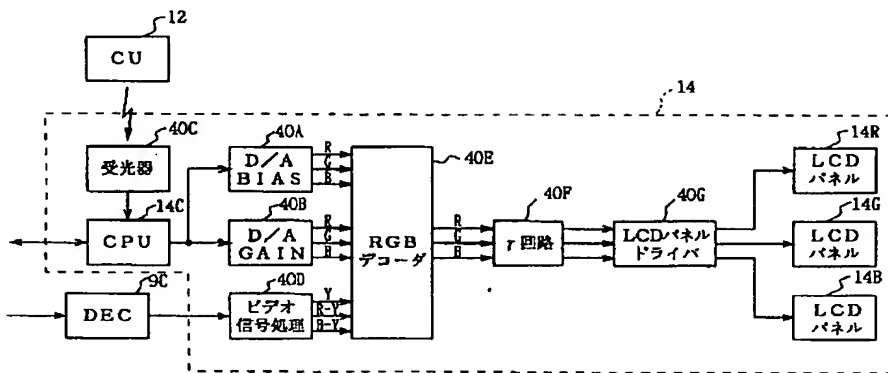 12
CU
14
40C
受光器
14C
CPU
40A
D/A
BIAS
R
G
B
40B
D/A
GAIN
R
G
B
9C
DEC
40D
ビデオ
信号処理
Y
R-Y
B-Y
40E
RGB
デコーダ
R
G
B
40F
γ回路
40G
LCDパネル
ドライバ
14R
LCD
パネル
14G
LCD
パネル
14B
LCD
パネル